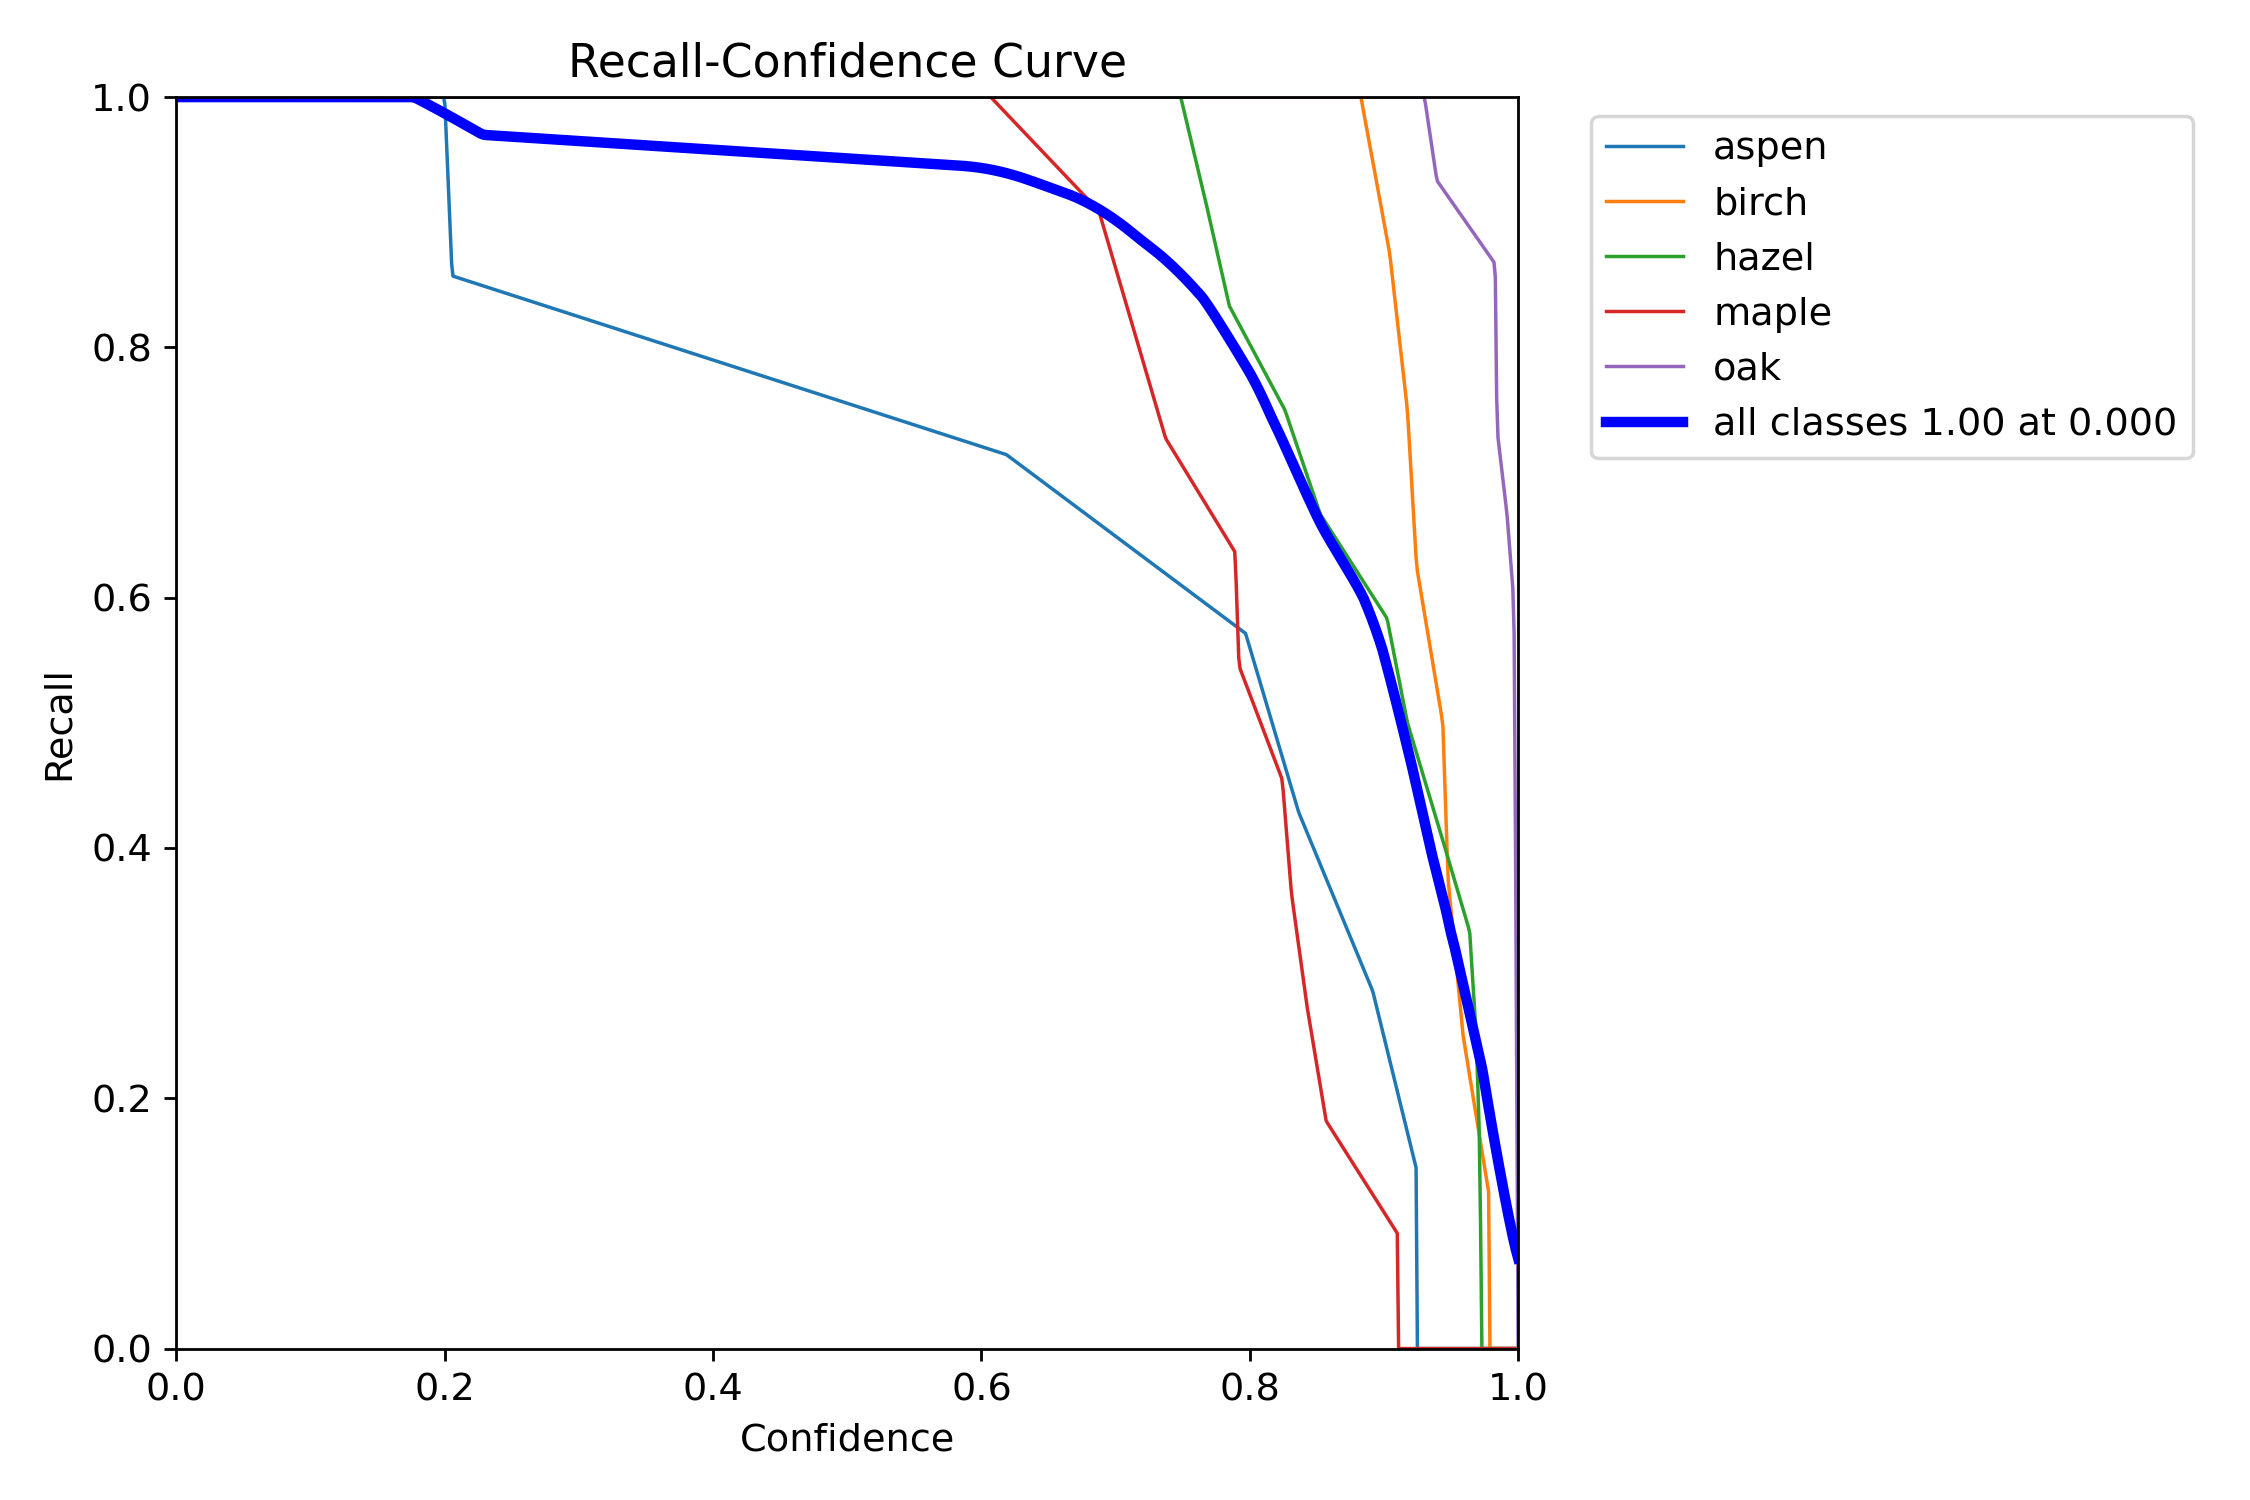 Recall-Confidence Curve
1.0
0.8
0.6
0.4
0.2
0.0
Recall
0.0 0.2 0.4 0.6 0.8 1.0
Confidence
aspen
birch
hazel
maple
oak
all classes 1.00 at 0.000